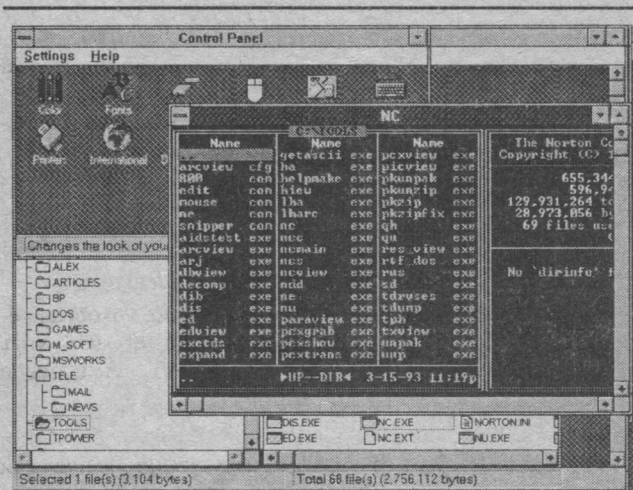 Control Panel
Settings Help
Color Fonts
Printers International D
NC
C:\TOOLS
Name Name Name The Norton Co
.. getascii exe pcxview exe Copyright (C) 1
arcview cfg ha exe picview exe
800 com helpmake exe pkunpak exe 655,344
edit com hiew exe pkunzip exe 596,94
mouse com lha exe pkzip exe 129,931,264 to
ne com lharc exe pkzipfix exe 28,973,056 by
snipper com nc exe qh exe 69 files use
aidstest exe ncc exe qu exe
arcview exe ncmain exe res_view exe
arj exe ncs exe rtf_dos exe
dbview exe ncview exe rus exe No `dirinfo' f
decomp exe ndd exe sd exe
dib exe ne exe tdrvses exe
dis exe nu exe tdump exe
ed exe paraview exe tph exe
edview exe pcxgrab exe txview exe
exetds exe pcxshow exe unpak exe
expand exe pcxtrans exe uup exe
.. ►UP--DIR◄ 3-15-93 11:19p
Changes the look of you
ALEX
ARTICLES
BP
DOS
GAMES
M_SOFT
MSWORKS
TELE
MAIL
NEWS
TOOLS
TPOWER
DIS.EXE NC.EXE NORTON.INI
ED.EXE NC.EXT NU.EXE
Selected 1 file(s) (3,104 bytes) Total 68 file(s) (2,756,112 bytes)